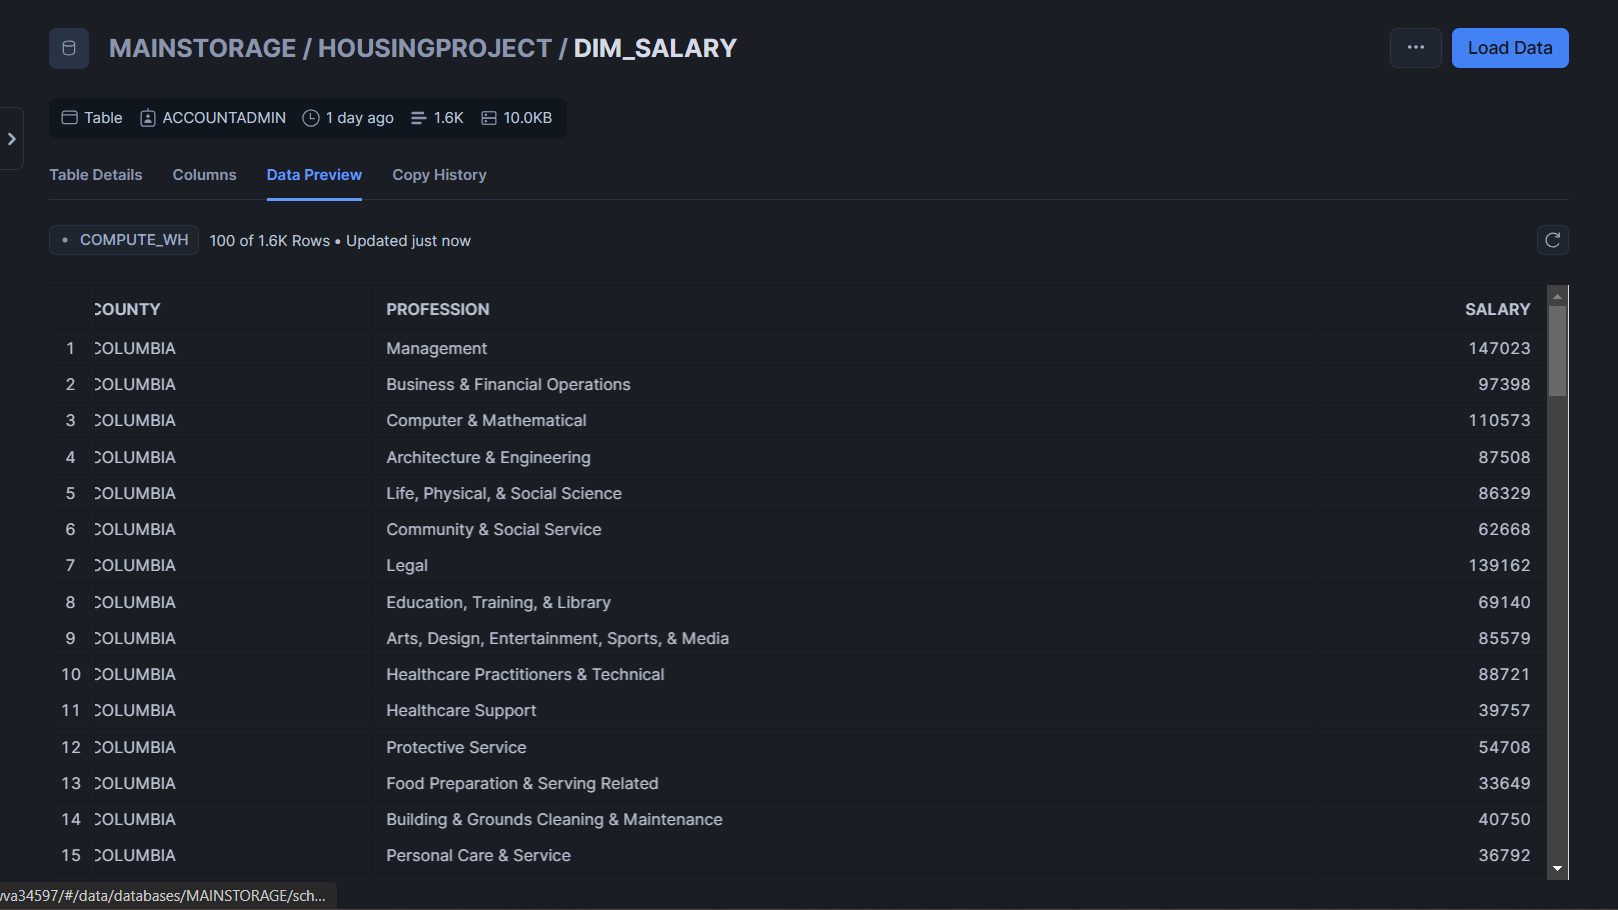 MAINSTORAGE / HOUSINGPROJECT / DIM_SALARY
... Load Data
Table ACCOUNTADMIN 1 day ago 1.6K 10.0KB
Table Details Columns Data Preview Copy History
COMPUTE_WH 100 of 1.6K Rows • Updated just now
COUNTY PROFESSION SALARY
1 COLUMBIA Management 147023
2 COLUMBIA Business & Financial Operations 97398
3 COLUMBIA Computer & Mathematical 110573
4 COLUMBIA Architecture & Engineering 87508
5 COLUMBIA Life, Physical, & Social Science 86329
6 COLUMBIA Community & Social Service 62668
7 COLUMBIA Legal 139162
8 COLUMBIA Education, Training, & Library 69140
9 COLUMBIA Arts, Design, Entertainment, Sports, & Media 85579
10 COLUMBIA Healthcare Practitioners & Technical 88721
11 COLUMBIA Healthcare Support 39757
12 COLUMBIA Protective Service 54708
13 COLUMBIA Food Preparation & Serving Related 33649
14 COLUMBIA Building & Grounds Cleaning & Maintenance 40750
15 COLUMBIA Personal Care & Service 36792
va34597/#/data/databases/MAINSTORAGE/sch...